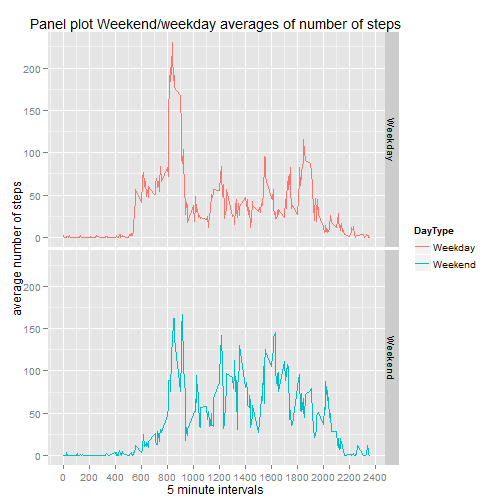 Panel plot Weekend/weekday averages of number of steps
average number of steps
200
150
100
50
0
Weekday
200
150
100
50
0
Weekend
0 200 400 600 800 1000 1200 1400 1600 1800 2000 2200 2400
5 minute intervals
DayType
Weekday
Weekend